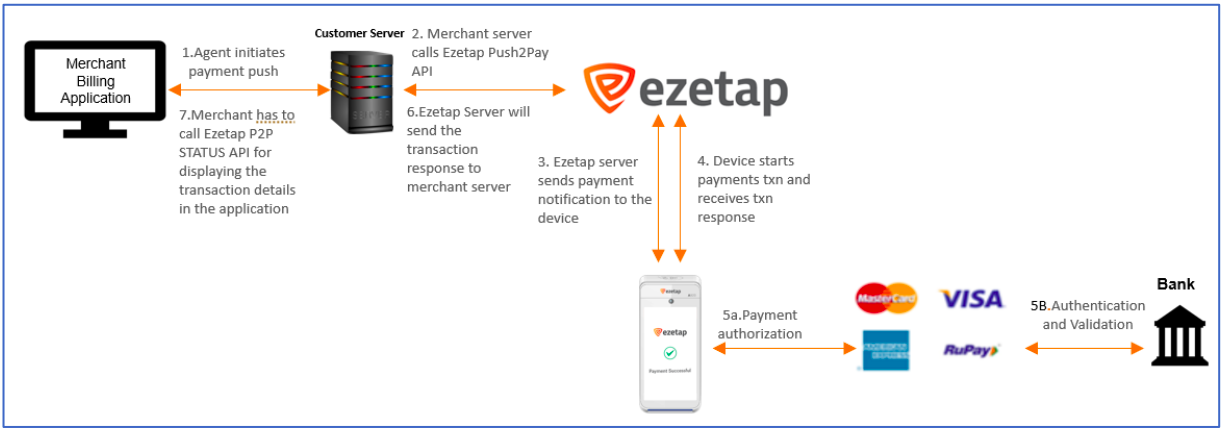 Merchant
Billing
Application
1.Agent initiates
payment push
7.Merchant has to
call Ezetap P2P
STATUS API for
displaying the
transaction details
in the application
Customer Server
2. Merchant server
calls Ezetap Push2Pay
API
6.Ezetap Server will
send the
transaction
response to
merchant server
ezetap
3. Ezetap server
sends payment
notification to the
device
4. Device starts
payments txn and
receives txn
response
ezetap
ezetap
Payment Successful
5a.Payment
authorization
MasterCard
VISA
AMERICAN
EXPRESS
RuPay
5B.Authentication
and Validation
Bank